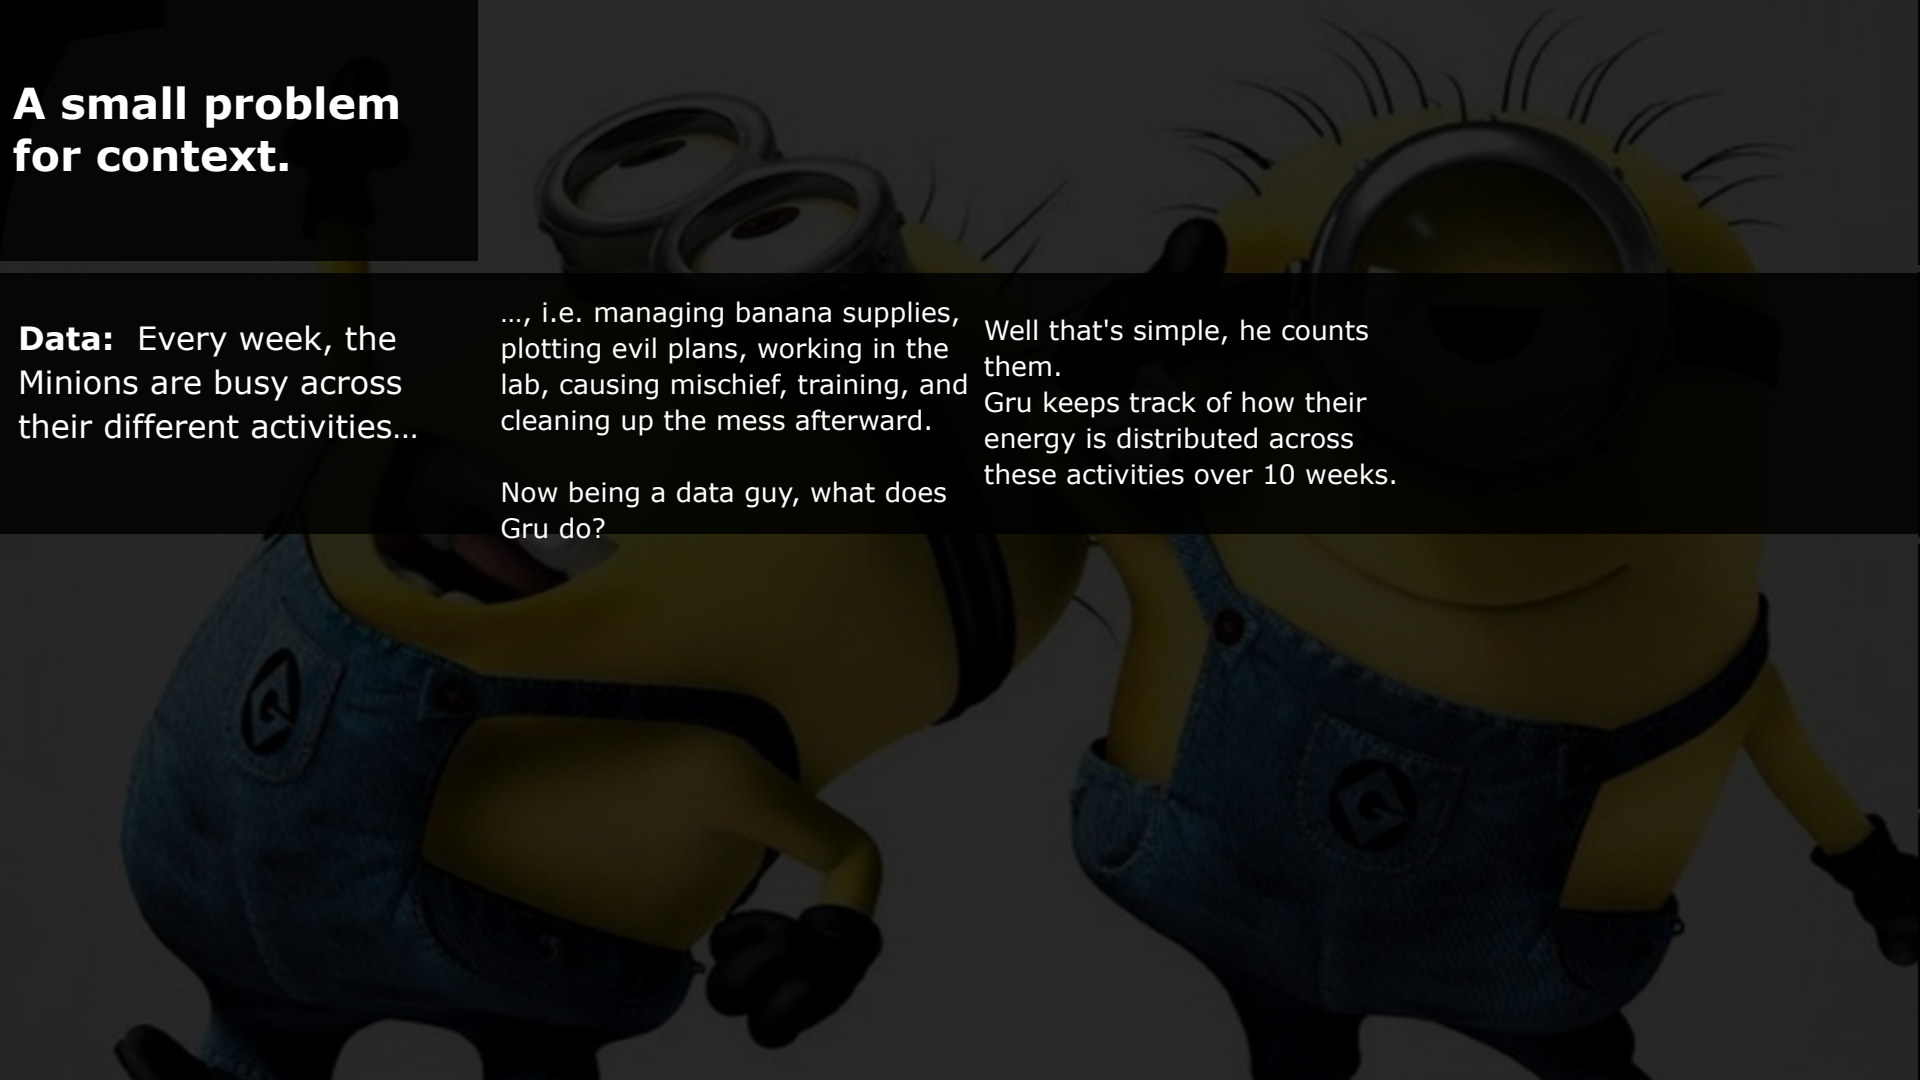 A small problem
for context.
Data:  Every week, the
Minions are busy across
their different activities…
…, i.e. managing banana supplies,
plotting evil plans, working in the
lab, causing mischief, training, and
cleaning up the mess afterward.
Now being a data guy, what does
Gru do?
Well that's simple, he counts
them.
Gru keeps track of how their
energy is distributed across
these activities over 10 weeks.